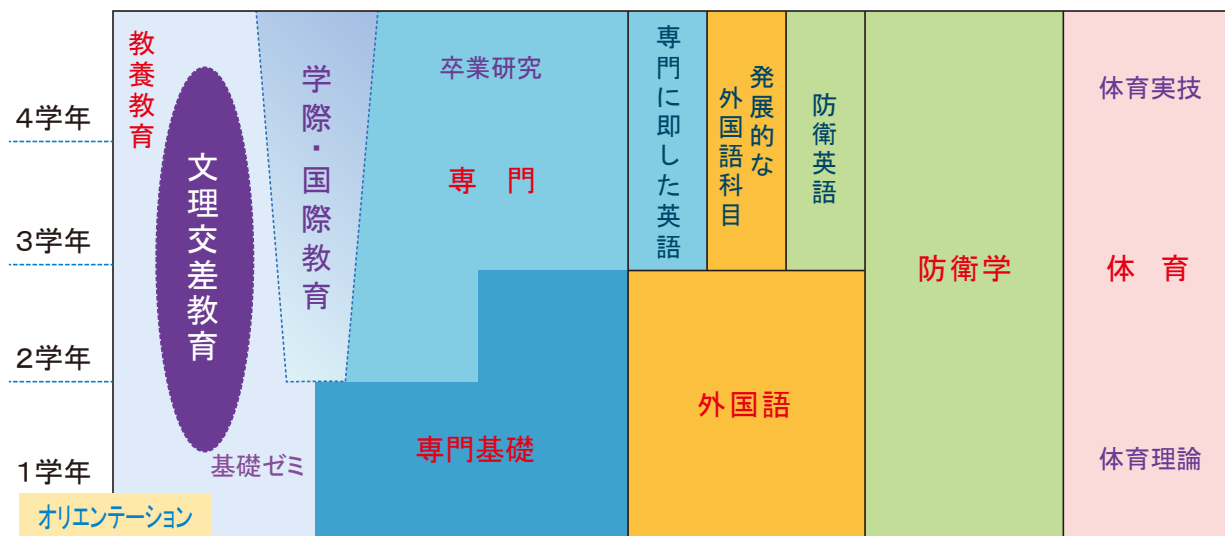 4学年
3学年
2学年
1学年
オリエンテーション
教養教育
文理交差教育
基礎ゼミ
学際・国際教育
卒業研究
専 門
専門基礎
専門に即した英語
発展的な
外国語科目
防衛英語
外国語
防衛学
体育実技
体 育
体育理論